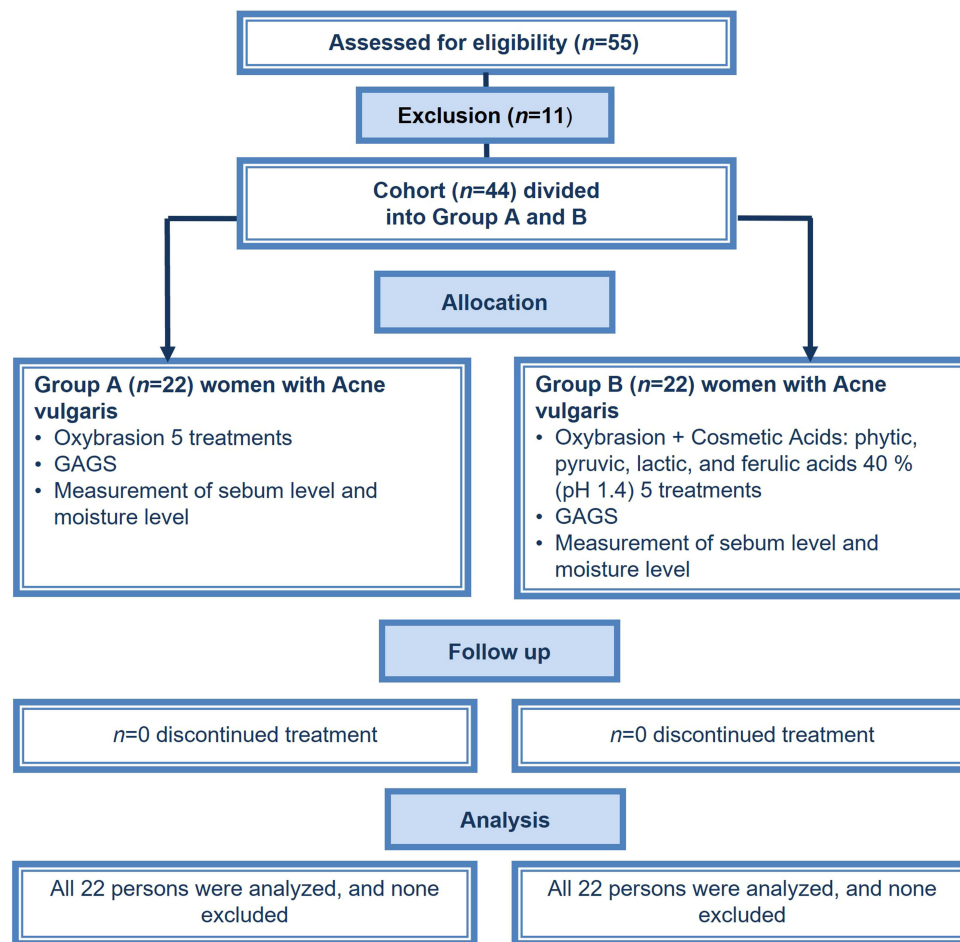 Assessed for eligibility (n=55)
Exclusion (n=11)
Cohort (n=44) divided
into Group A and B
Allocation
Group A (n=22) women with Acne
vulgaris
• Oxybrasion 5 treatments
• GAGS
• Measurement of sebum level and
moisture level
Group B (n=22) women with Acne
vulgaris
• Oxybrasion + Cosmetic Acids: phytic,
pyruvic, lactic, and ferulic acids 40 %
(pH 1.4) 5 treatments
• GAGS
• Measurement of sebum level and
moisture level
Follow up
n=0 discontinued treatment
n=0 discontinued treatment
Analysis
All 22 persons were analyzed, and none
excluded
All 22 persons were analyzed, and none
excluded